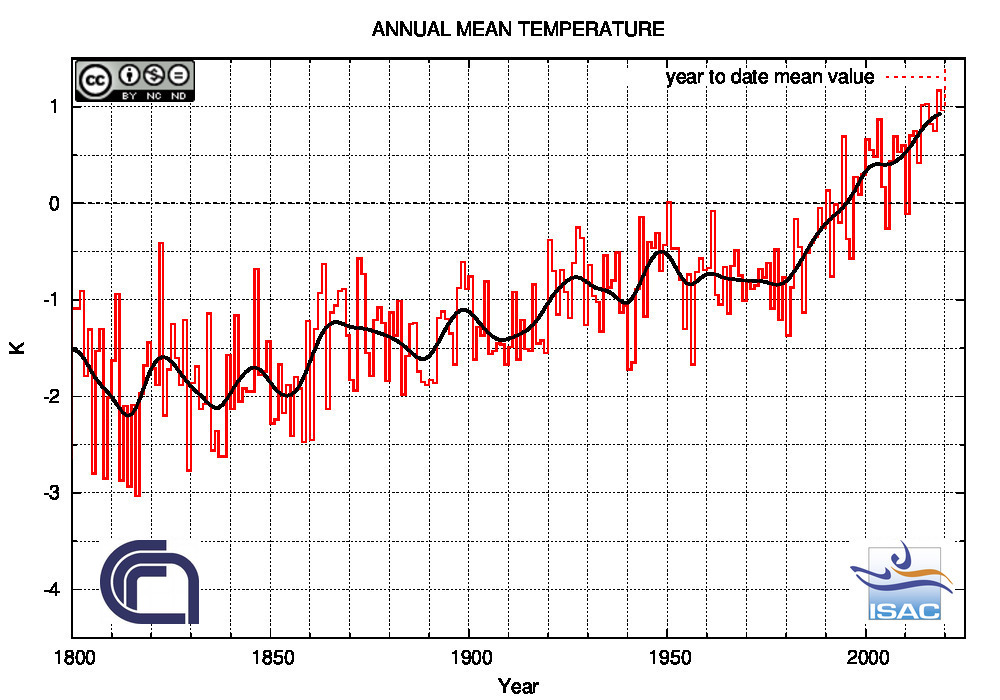 ANNUAL MEAN TEMPERATURE
cc
BY NC ND
year to date mean value
1
0
-1
-2
-3
-4
K
ISAC
1800 1850 1900 1950 2000
Year